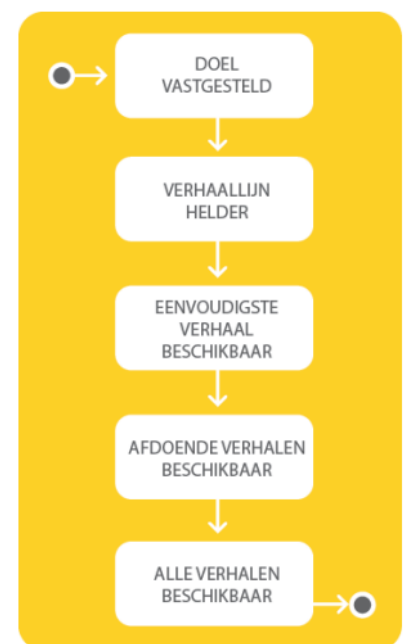 DOEL
VASTGESTELD
VERHAALLIJN
HELDER
EENVOUDIGSTE
VERHAAL
BESCHIKBAAR
AFDOENDE VERHALEN
BESCHIKBAAR
ALLE VERHALEN
BESCHIKBAAR